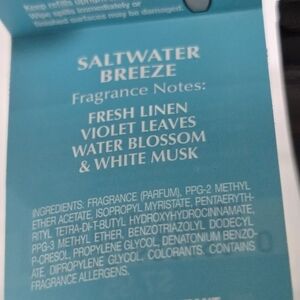 Keep refills upright.
Wipe spills immediately or
finished surfaces may be damaged.
SALTWATER
BREEZE
Fragrance Notes:
FRESH LINEN
VIOLET LEAVES
WATER BLOSSOM
& WHITE MUSK
INGREDIENTS: FRAGRANCE (PARFUM), PPG-2 METHYL
ETHER ACETATE, ISOPROPYL MYRISTATE, PENTAERYTH-
RITYL TETRA-DI-T-BUTYL HYDROXYHYDROCINNAMATE,
PPG-3 METHYL ETHER, BENZOTRIAZOLYL DODECYL
P-CRESOL, PROPYLENE GLYCOL, DENATONIUM BENZO-
ATE, DIPROPYLENE GLYCOL, COLORANTS. CONTAINS
FRAGRANCE ALLERGENS.